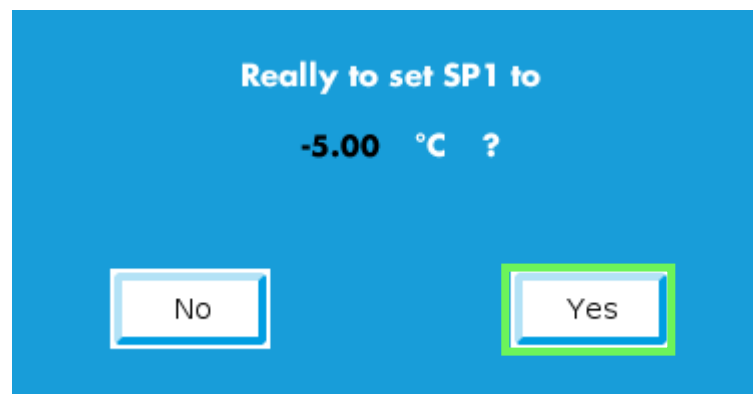 Really to set SP1 to
-5.00 °C ?
No Yes